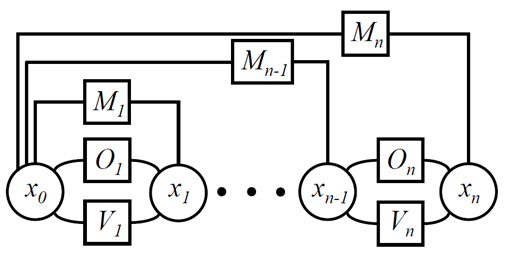 Mₙ
Mₙ₋₁
M₁
O₁ Oₙ
x₀ x₁ • • • xₙ₋₁ xₙ
V₁ Vₙ